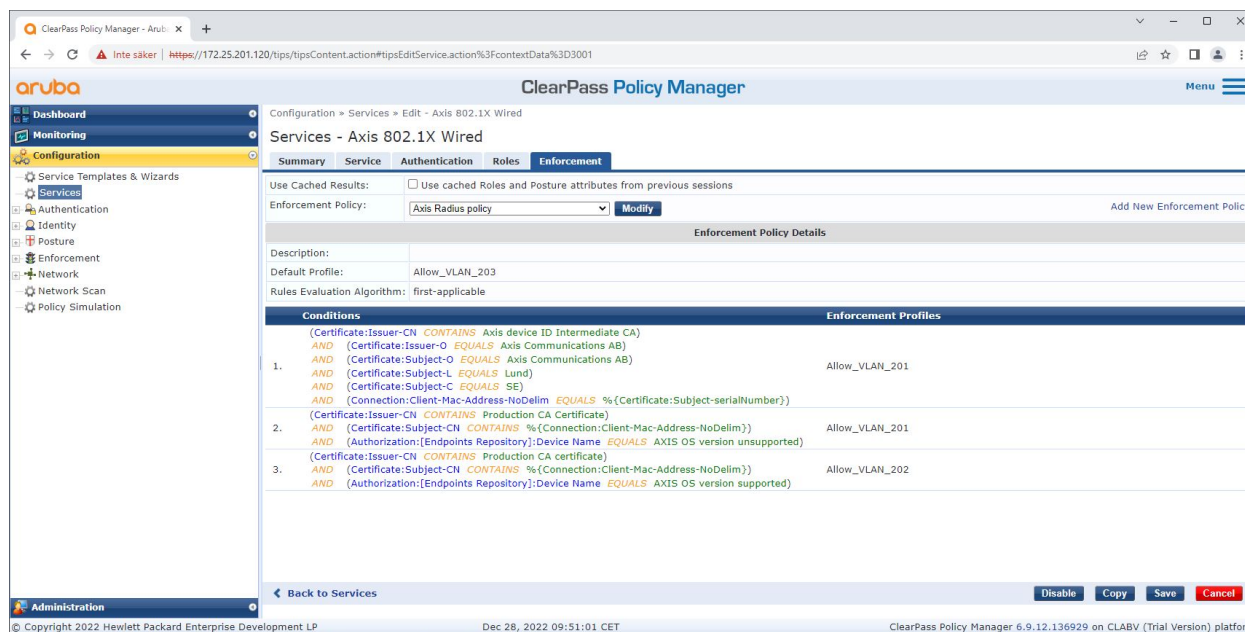 ClearPass Policy Manager - Arub
Inte säker | https://172.25.201.120/tips/tipsContent.action#tipsEditService.action%3FcontextData%3D3001
aruba
ClearPass Policy Manager
Menu
Dashboard
Monitoring
Configuration
Service Templates & Wizards
Services
Authentication
Identity
Posture
Enforcement
Network
Network Scan
Policy Simulation
Administration
Configuration » Services » Edit - Axis 802.1X Wired
Services - Axis 802.1X Wired
Summary Service Authentication Roles Enforcement
Use Cached Results: Use cached Roles and Posture attributes from previous sessions
Enforcement Policy: Axis Radius policy Modify Add New Enforcement Polic
Enforcement Policy Details
Description:
Default Profile: Allow_VLAN_203
Rules Evaluation Algorithm: first-applicable
Conditions Enforcement Profiles
(Certificate:Issuer-CN CONTAINS Axis device ID Intermediate CA)
AND (Certificate:Issuer-O EQUALS Axis Communications AB)
AND (Certificate:Subject-O EQUALS Axis Communications AB)
1. Allow_VLAN_201
AND (Certificate:Subject-L EQUALS Lund)
AND (Certificate:Subject-C EQUALS SE)
AND (Connection:Client-Mac-Address-NoDelim EQUALS %{Certificate:Subject-serialNumber})
(Certificate:Issuer-CN CONTAINS Production CA Certificate)
2. AND (Certificate:Subject-CN CONTAINS %{Connection:Client-Mac-Address-NoDelim}) Allow_VLAN_201
AND (Authorization:[Endpoints Repository]:Device Name EQUALS AXIS OS version unsupported)
(Certificate:Issuer-CN CONTAINS Production CA certificate)
3. AND (Certificate:Subject-CN CONTAINS %{Connection:Client-Mac-Address-NoDelim}) Allow_VLAN_202
AND (Authorization:[Endpoints Repository]:Device Name EQUALS AXIS OS version supported)
Back to Services Disable Copy Save Cancel
© Copyright 2022 Hewlett Packard Enterprise Development LP Dec 28, 2022 09:51:01 CET ClearPass Policy Manager 6.9.12.136929 on CLABV (Trial Version) platfor